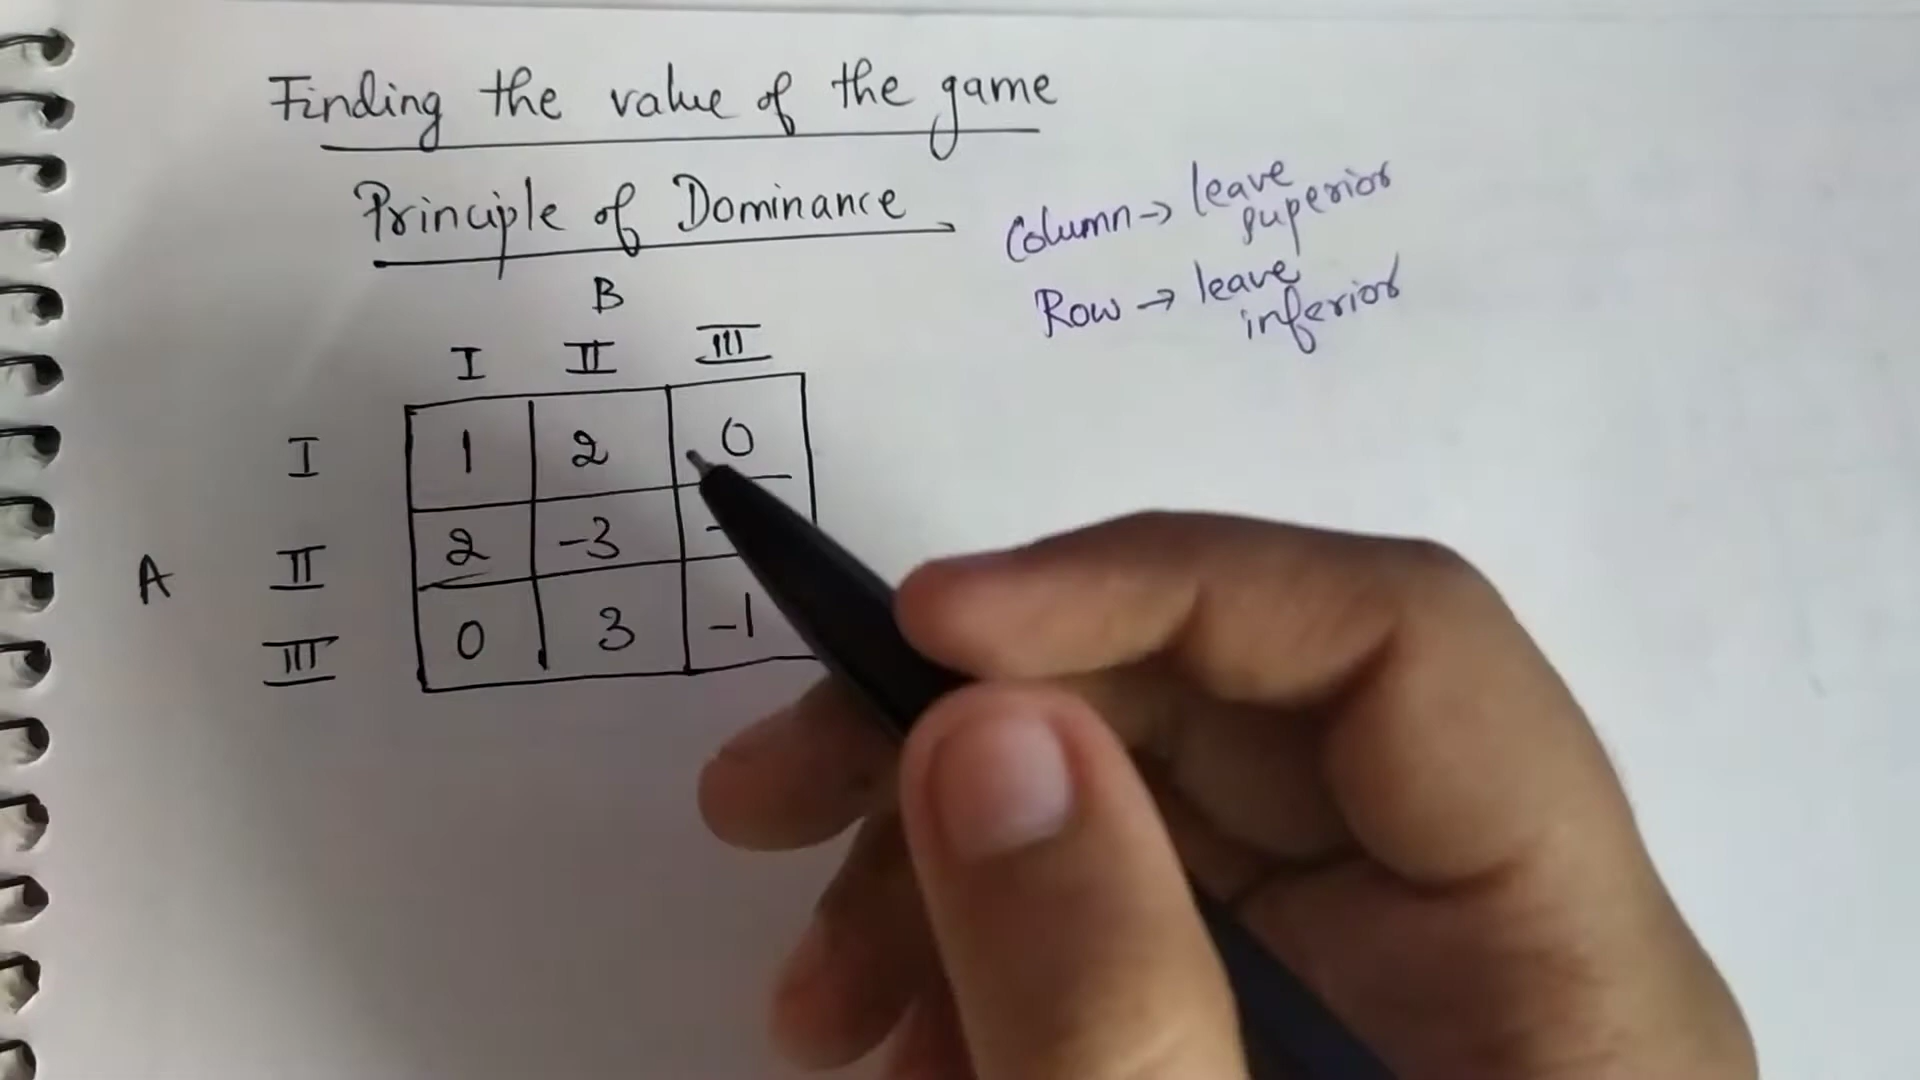 Finding the value of the game
Principle of Dominance
Column → leave superior
Row → leave inferior
B
I II III
I 1 2 0
A II 2 -3
III 0 3 -1